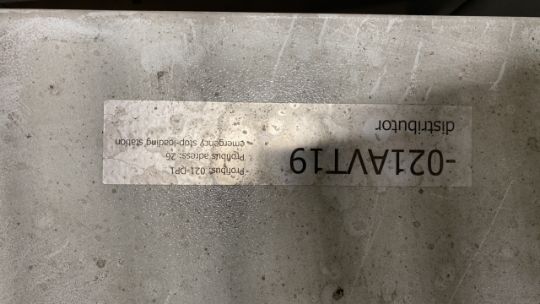 -021AVT19
distributor
Profibus: 021-DP1
Profibus adress: 26
emergency stop-loading station